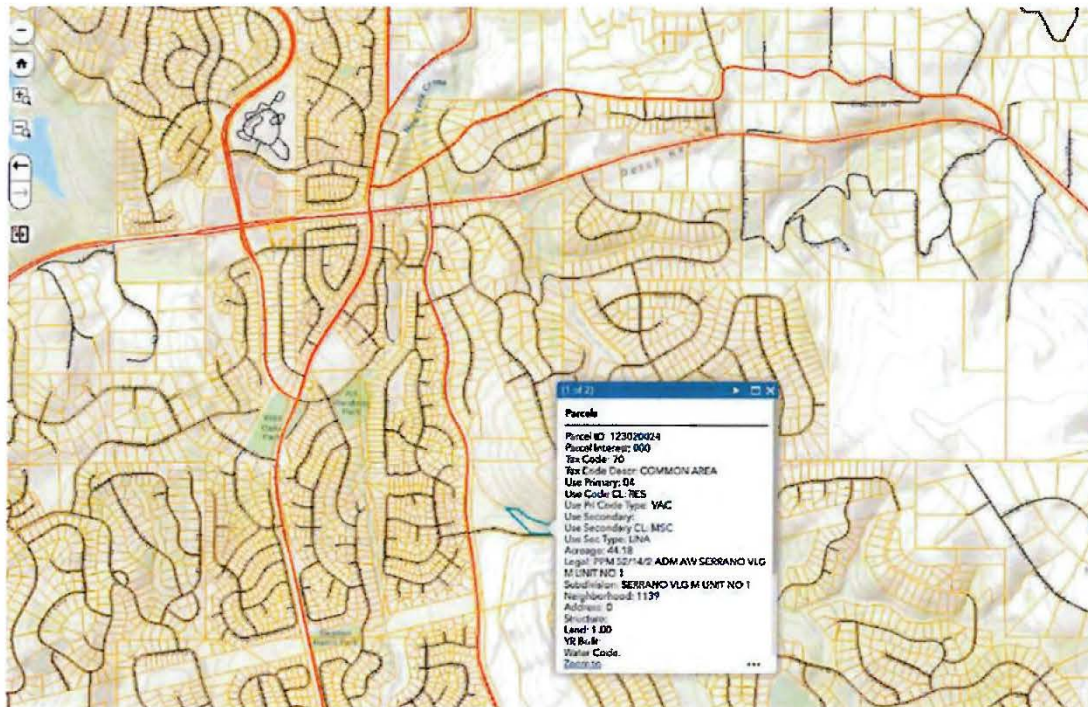 (1 of 2)
Parcels
Parcel ID: 123020024
Parcel Interest: 000
Tax Code: 70
Tax Code Descr: COMMON AREA
Use Primary: 04
Use Code CL: RES
Use Pri Code Type: VAC
Use Secondary:
Use Secondary CL: MSC
Use Sec Type: UNA
Acreage: 44.18
Legal: PPM 32/14/2 ADM AW SERRANO VLG
M UNIT NO 1
Subdivision: SERRANO VLG M UNIT NO 1
Neighborhood: 1139
Address: 0
Structure:
Land: 1.00
YR Built:
Water Code:
Zoom to